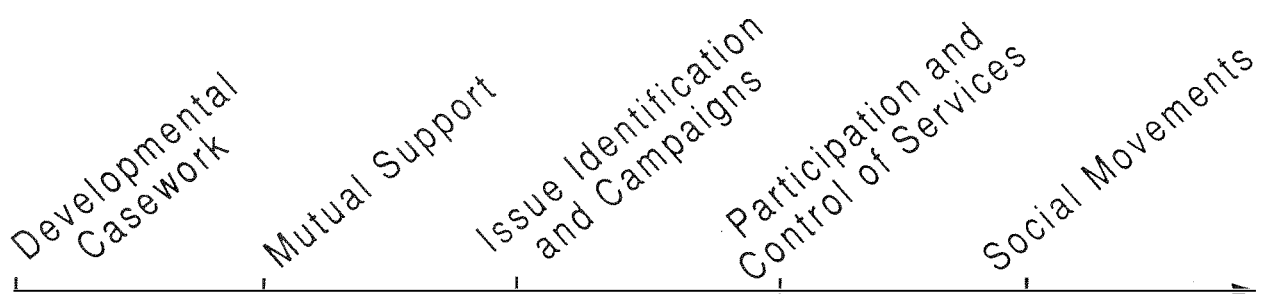 Developmental
Casework
Mutual Support
Issue Identification
and Campaigns
Participation and
Control of Services
Social Movements